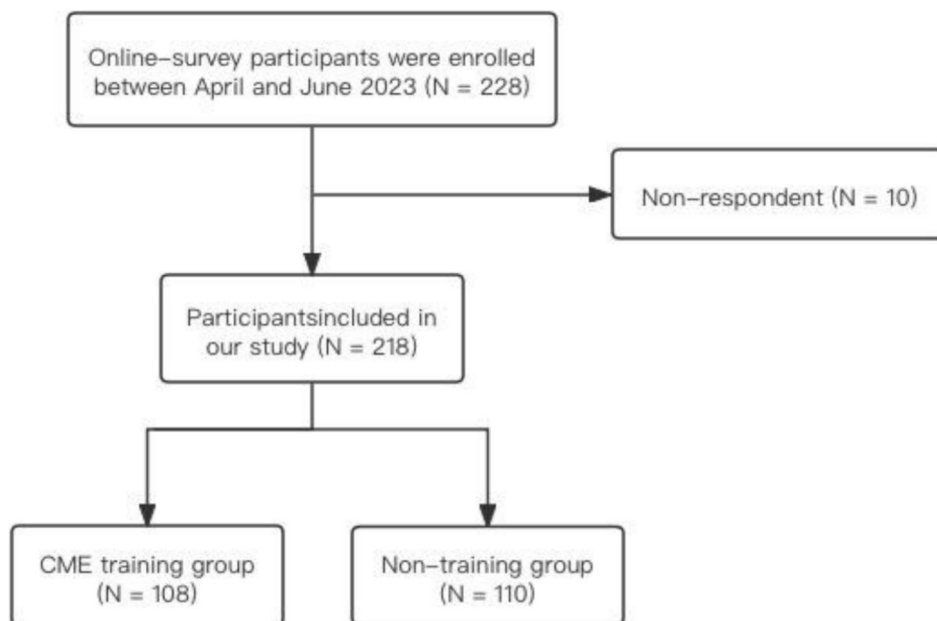 Online–survey participants were enrolled
between April and June 2023 (N = 228)
Non–respondent (N = 10)
Participantsincluded in
our study (N = 218)
CME training group
(N = 108)
Non–training group
(N = 110)